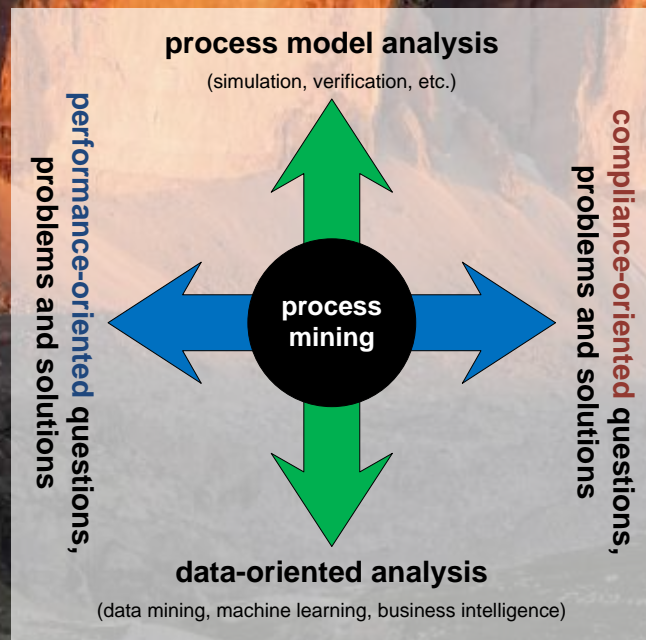 process model analysis
(simulation, verification, etc.)
performance-oriented questions,
problems and solutions
process
mining
compliance-oriented questions,
problems and solutions
data-oriented analysis
(data mining, machine learning, business intelligence)